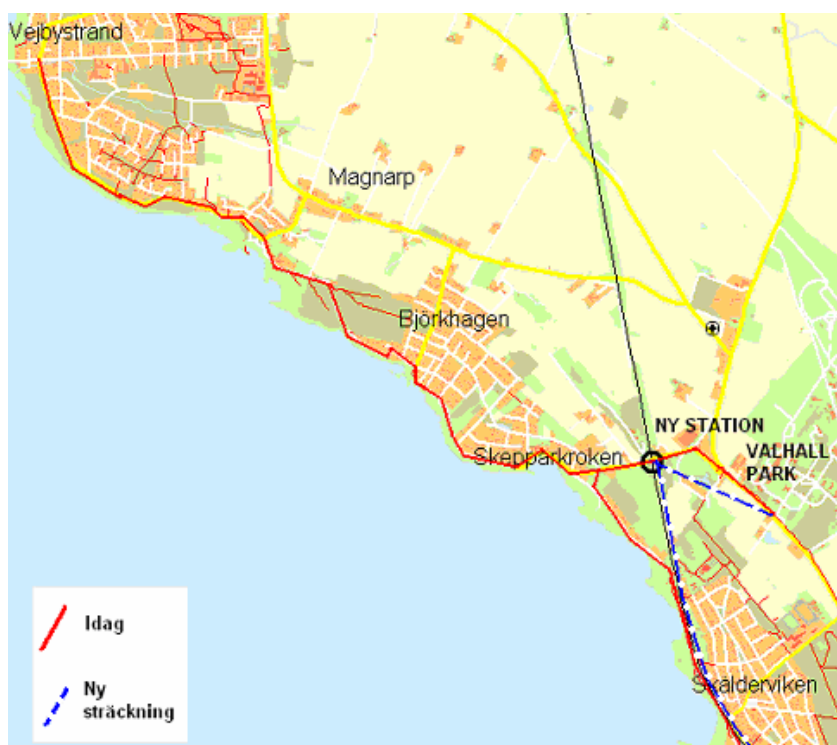 Vejbystrand
Magnarp
Björkhagen
NY STATION
Skepparkroken
VALHALL
PARK
Skälderviken
Idag
Ny
sträckning